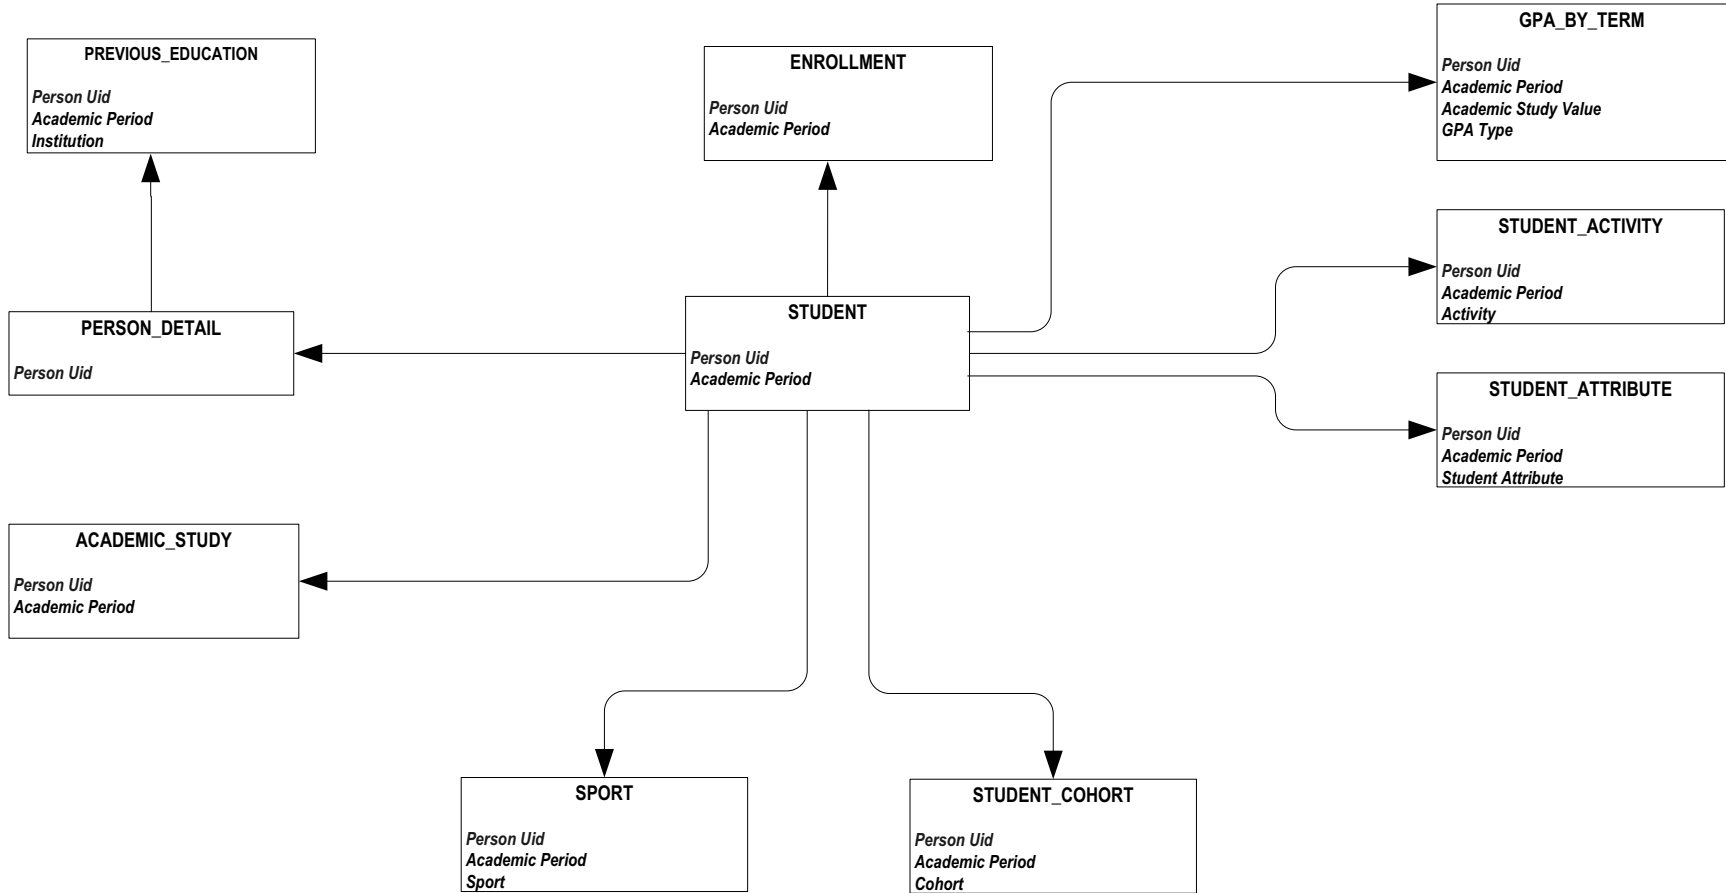 PREVIOUS_EDUCATION
Person Uid
Academic Period
Institution
ENROLLMENT
Person Uid
Academic Period
GPA_BY_TERM
Person Uid
Academic Period
Academic Study Value
GPA Type
STUDENT_ACTIVITY
Person Uid
Academic Period
Activity
PERSON_DETAIL
Person Uid
STUDENT
Person Uid
Academic Period
STUDENT_ATTRIBUTE
Person Uid
Academic Period
Student Attribute
ACADEMIC_STUDY
Person Uid
Academic Period
SPORT
Person Uid
Academic Period
Sport
STUDENT_COHORT
Person Uid
Academic Period
Cohort